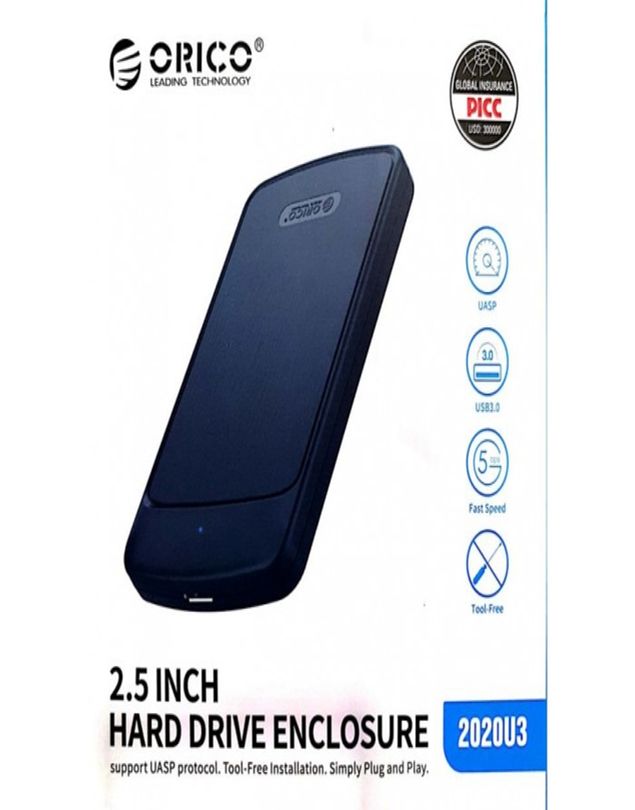 ORICO®
LEADING TECHNOLOGY
GLOBAL INSURANCE
PICC
USD: 300000
ORICO
UASP
3.0
USB3.0
5 Gbps
Fast Speed
Tool-Free
2.5 INCH
HARD DRIVE ENCLOSURE
2020U3
support UASP protocol. Tool-Free Installation. Simply Plug and Play.